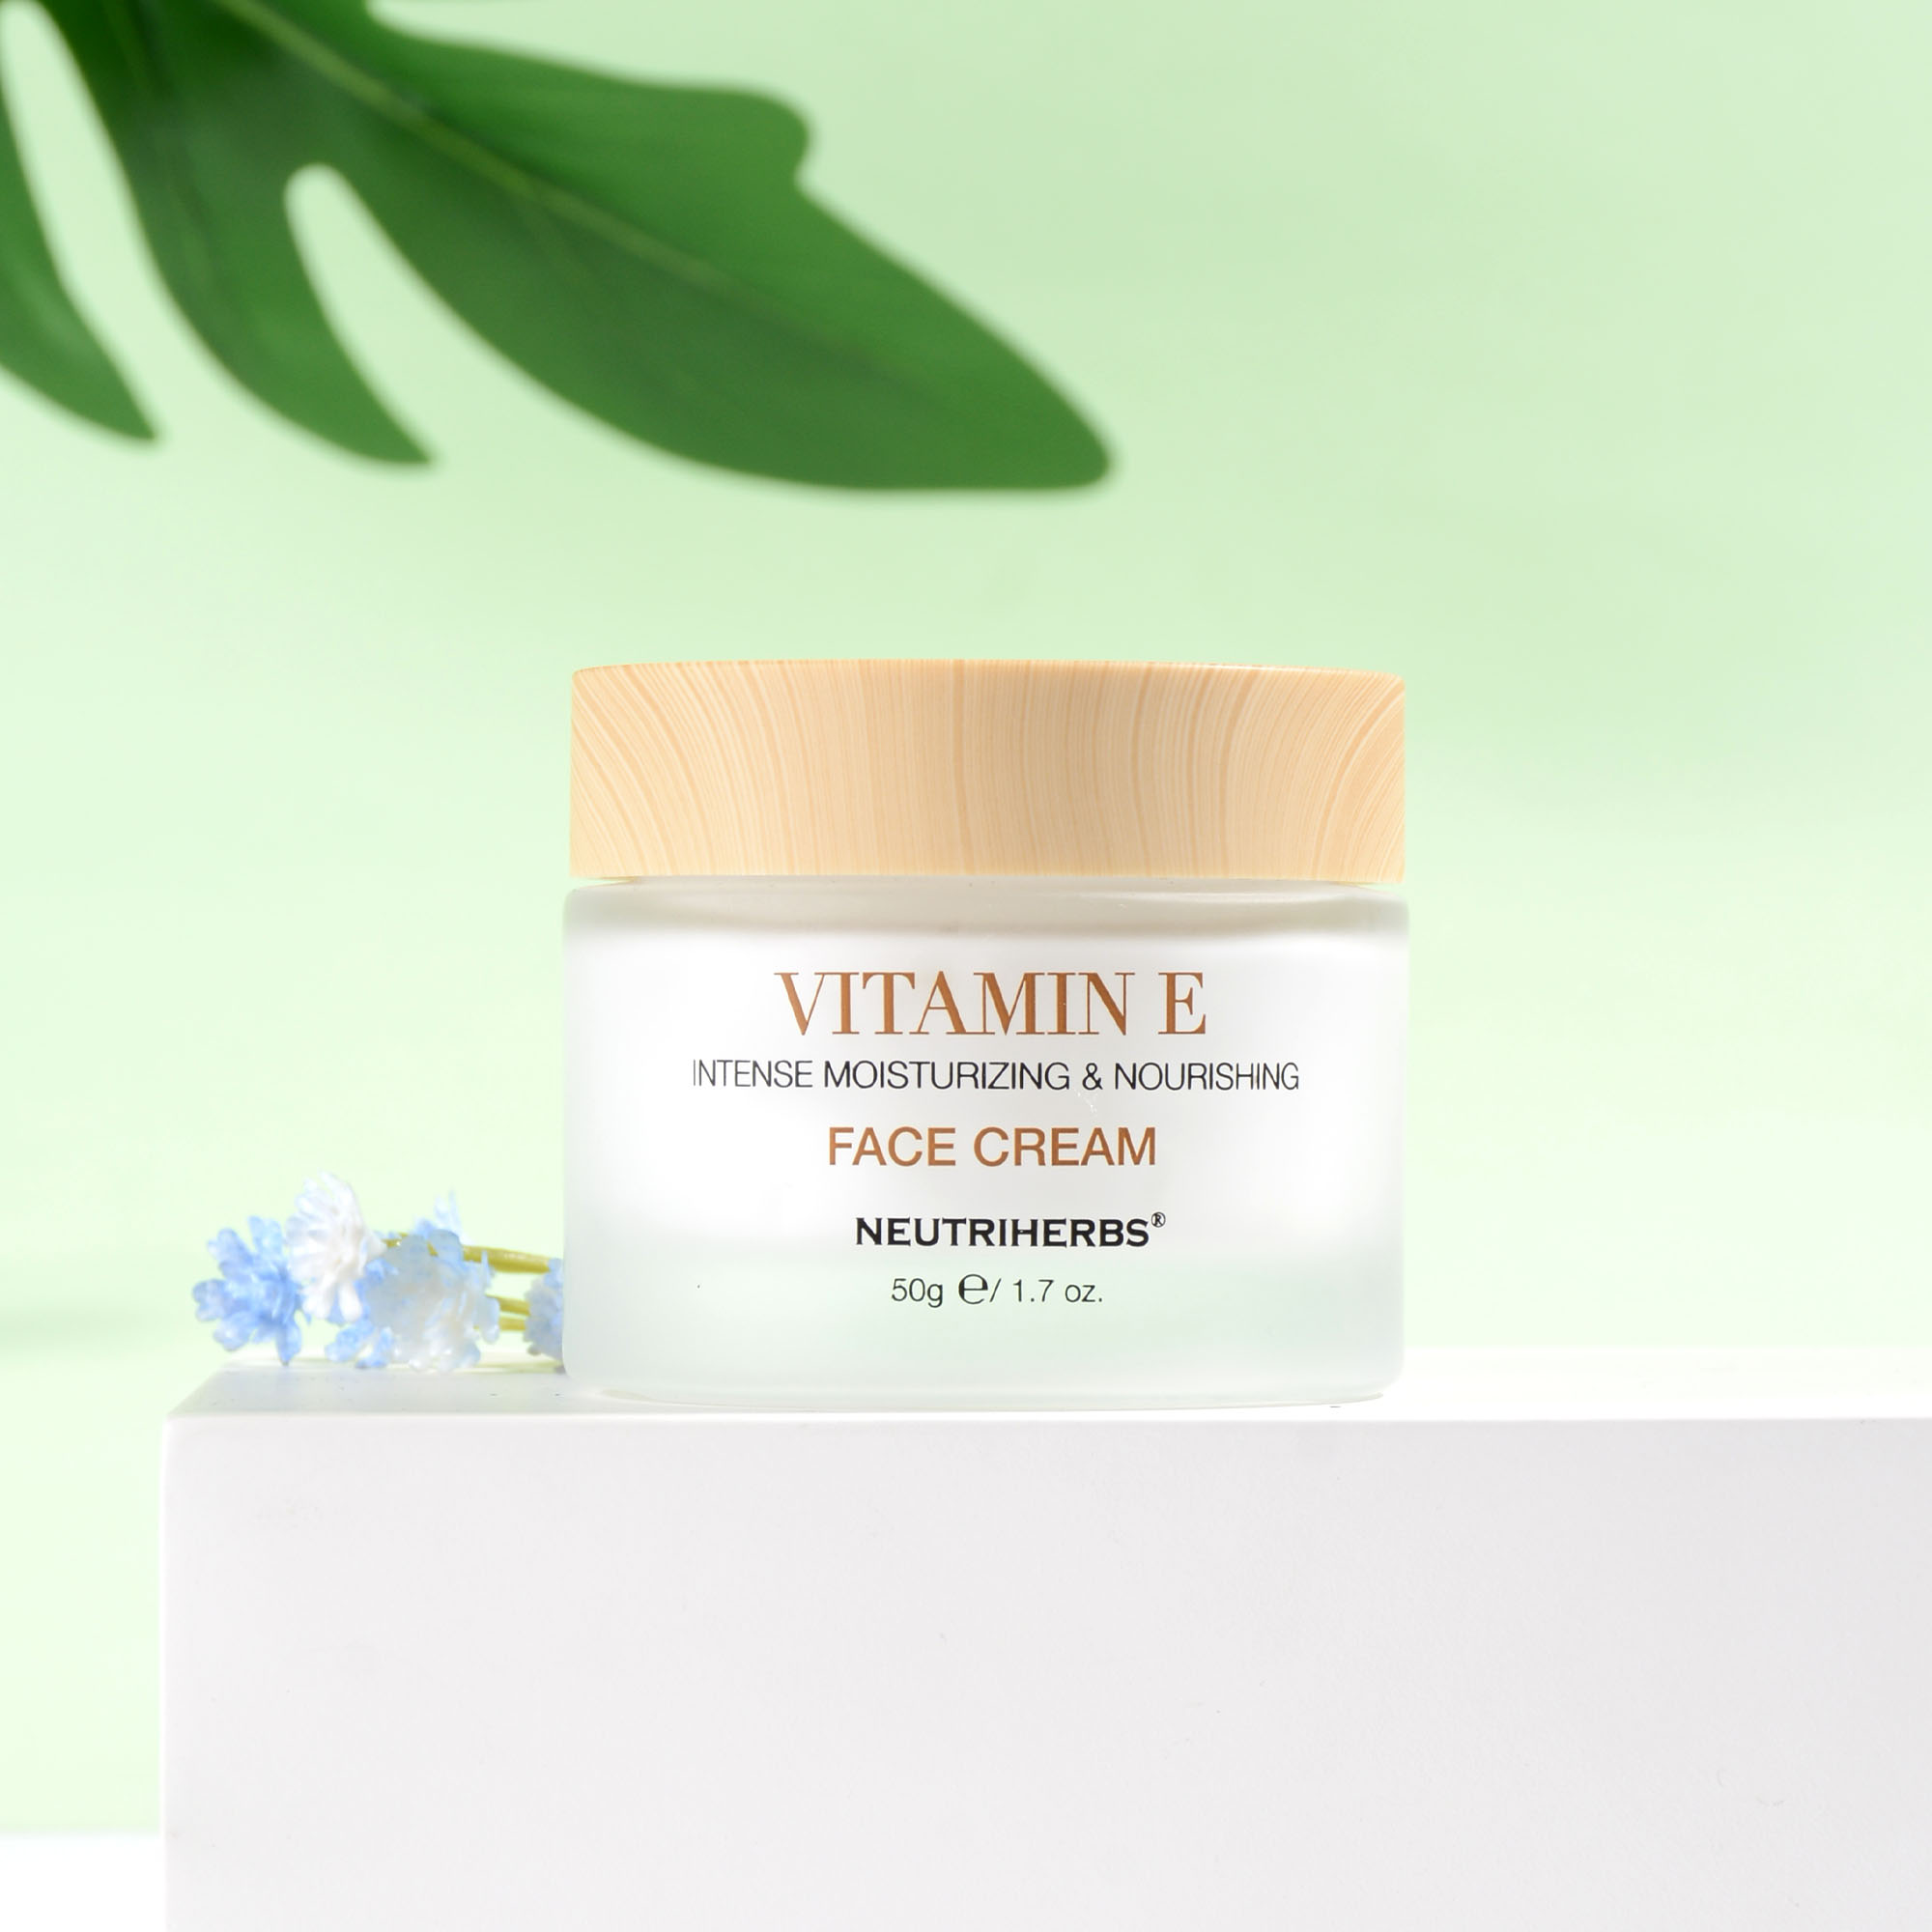 VITAMIN E
INTENSE MOISTURIZING & NOURISHING
FACE CREAM
NEUTRIHERBS®
50g ℮/ 1.7 oz.